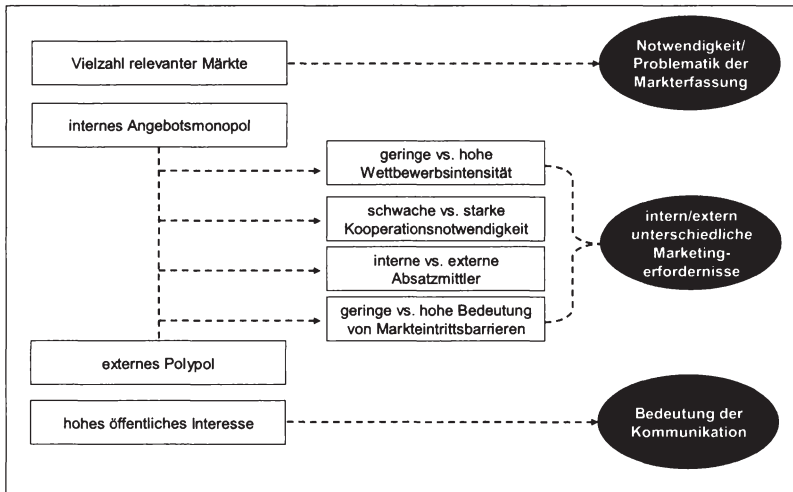 Vielzahl relevanter Märkte
Notwendigkeit/
Problematik der
Markterfassung
internes Angebotsmonopol
geringe vs. hohe
Wettbewerbsintensität
schwache vs. starke
Kooperationsnotwendigkeit
interne vs. externe
Absatzmittler
geringe vs. hohe Bedeutung
von Markteintrittsbarrieren
intern/extern
unterschiedliche
Marketing-
erfordernisse
externes Polypol
hohes öffentliches Interesse
Bedeutung der
Kommunikation